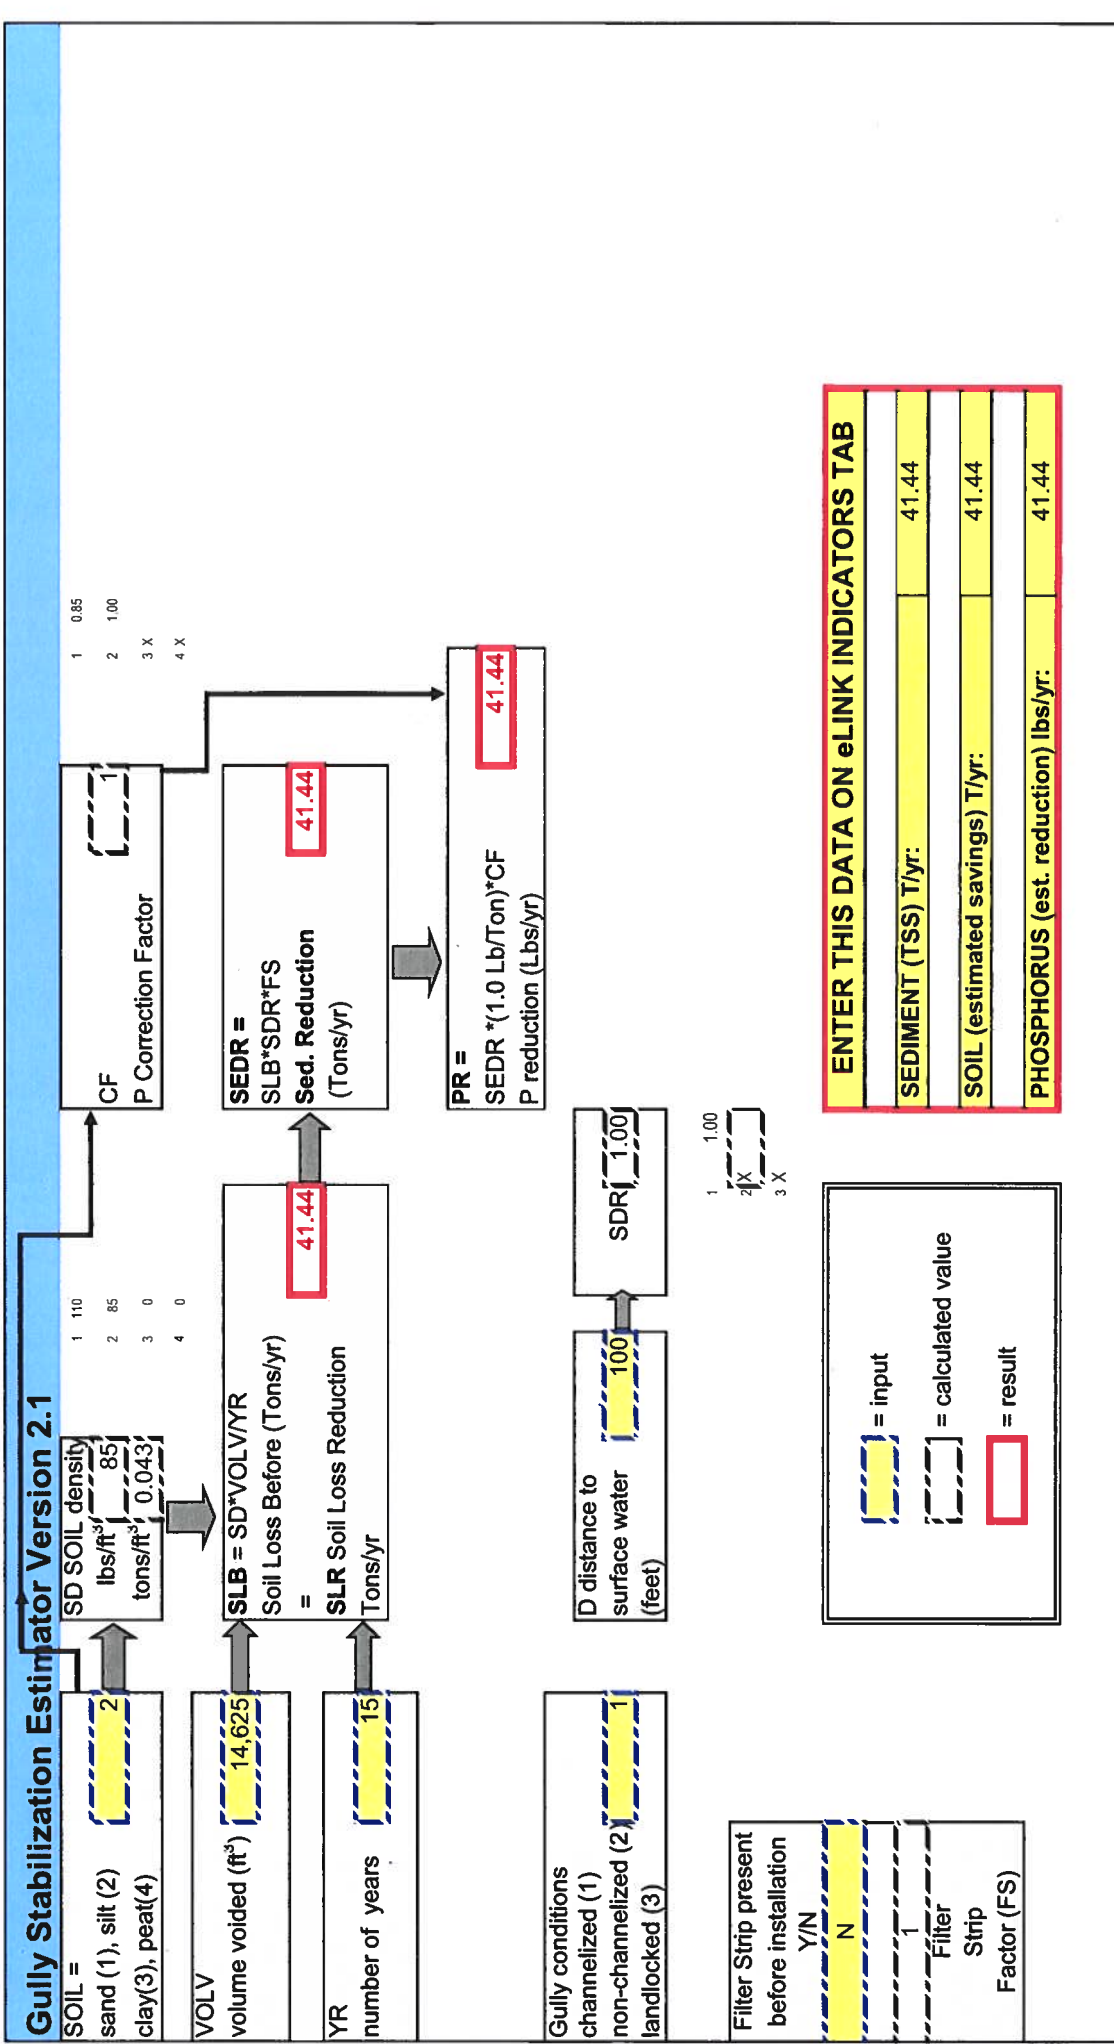 Gully Stabilization Estimator Version 2.1
SOIL =
sand (1), silt (2)
clay(3), peat(4)
2
SD SOIL density
lbs/ft³ 85
tons/ft³ 0.043
1 110
2 85
3 0
4 0
CF 1
P Correction Factor
1 0.85
2 1.00
3 X
4 X
VOLV
volume voided (ft³) 14,625
YR
number of years 15
SLB = SD*VOLV/YR
Soil Loss Before (Tons/yr)
= 41.44
SLR Soil Loss Reduction
Tons/yr
SEDR =
SLB*SDR*FS
Sed. Reduction 41.44
(Tons/yr)
PR =
SEDR *(1.0 Lb/Ton)*CF 41.44
P reduction (Lbs/yr)
Gully conditions
channelized (1)
non-channelized (2) 1
landlocked (3)
D distance to
surface water 100
(feet)
SDR 1.00
1 1.00
2 X
3 X
Filter Strip present
before installation
Y/N
N
1
Filter
Strip
Factor (FS)
= input
= calculated value
= result
ENTER THIS DATA ON eLINK INDICATORS TAB
SEDIMENT (TSS) T/yr: 41.44
SOIL (estimated savings) T/yr: 41.44
PHOSPHORUS (est. reduction) lbs/yr: 41.44